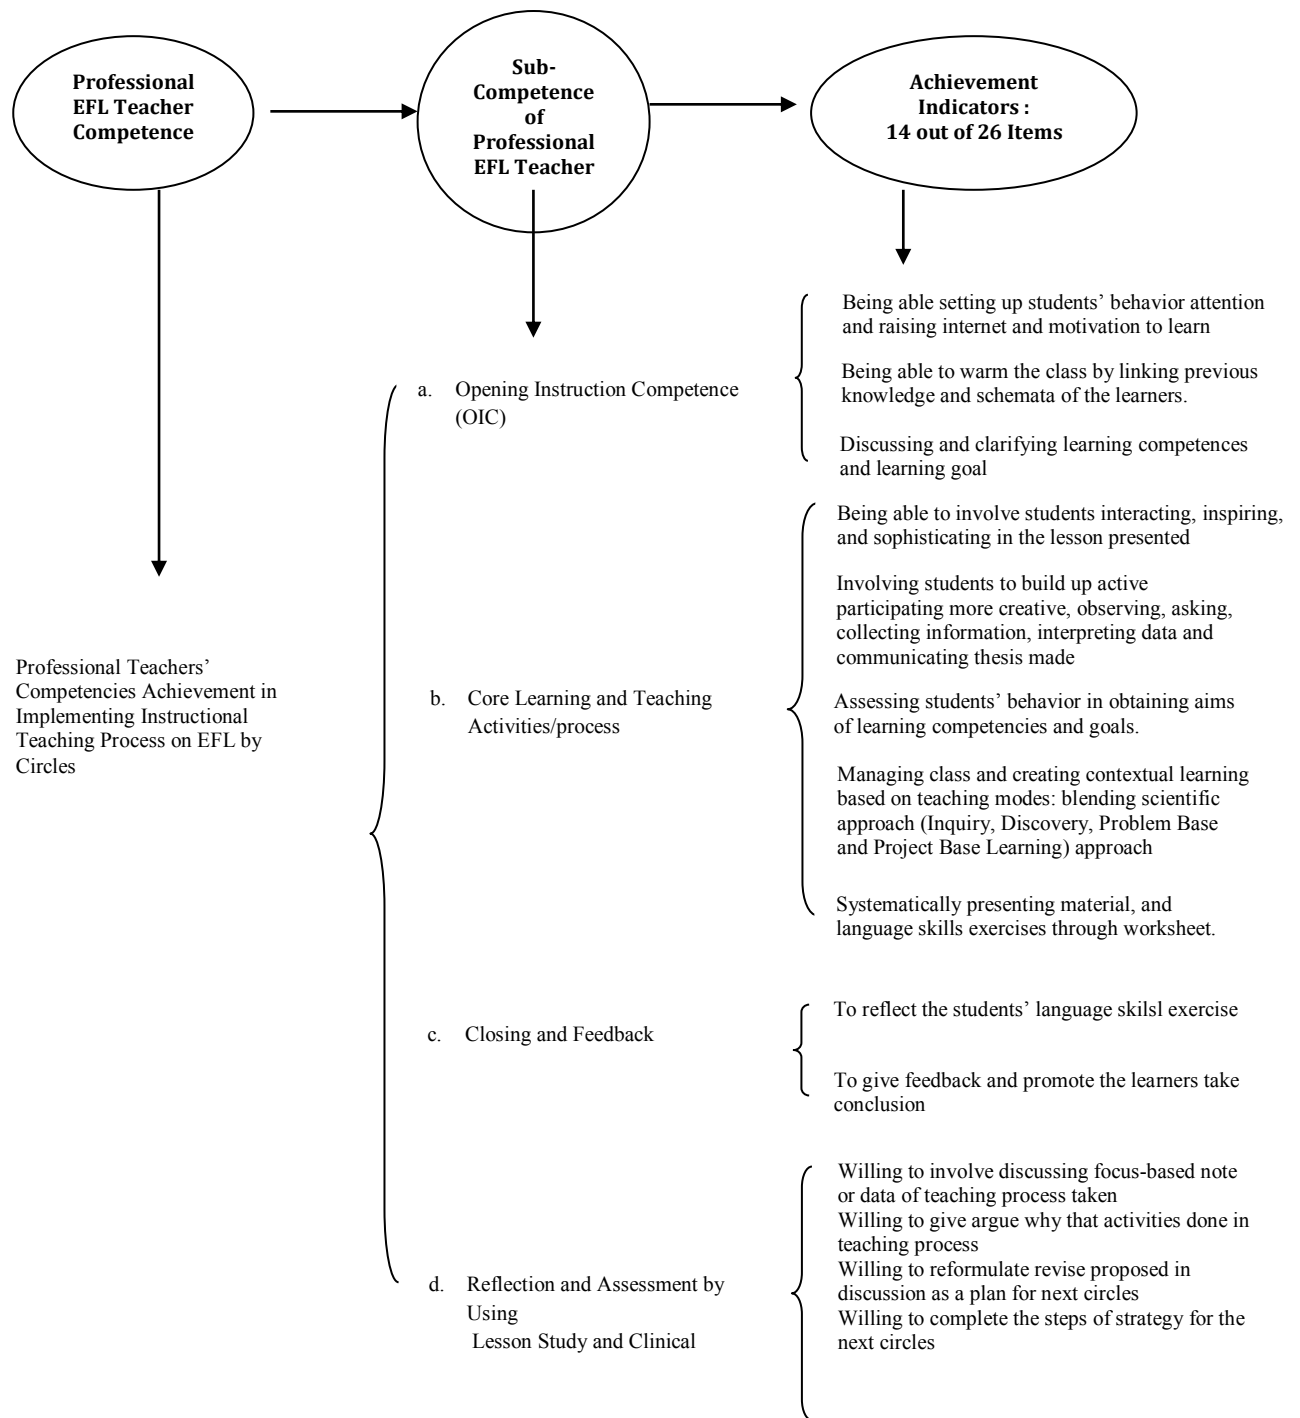 Professional
EFL Teacher
Competence
Sub-
Competence
of
Professional
EFL Teacher
Achievement
Indicators :
14 out of 26 Items
Professional Teachers’
Competencies Achievement in
Implementing Instructional
Teaching Process on EFL by
Circles
a. Opening Instruction Competence
(OIC)
Being able setting up students’ behavior attention
and raising internet and motivation to learn
Being able to warm the class by linking previous
knowledge and schemata of the learners.
Discussing and clarifying learning competences
and learning goal
b. Core Learning and Teaching
Activities/process
Being able to involve students interacting, inspiring,
and sophisticating in the lesson presented
Involving students to build up active
participating more creative, observing, asking,
collecting information, interpreting data and
communicating thesis made
Assessing students’ behavior in obtaining aims
of learning competencies and goals.
Managing class and creating contextual learning
based on teaching modes: blending scientific
approach (Inquiry, Discovery, Problem Base
and Project Base Learning) approach
Systematically presenting material, and
language skills exercises through worksheet.
c. Closing and Feedback
To reflect the students’ language skilsl exercise
To give feedback and promote the learners take
conclusion
d. Reflection and Assessment by
Using
Lesson Study and Clinical
Willing to involve discussing focus-based note
or data of teaching process taken
Willing to give argue why that activities done in
teaching process
Willing to reformulate revise proposed in
discussion as a plan for next circles
Willing to complete the steps of strategy for the
next circles